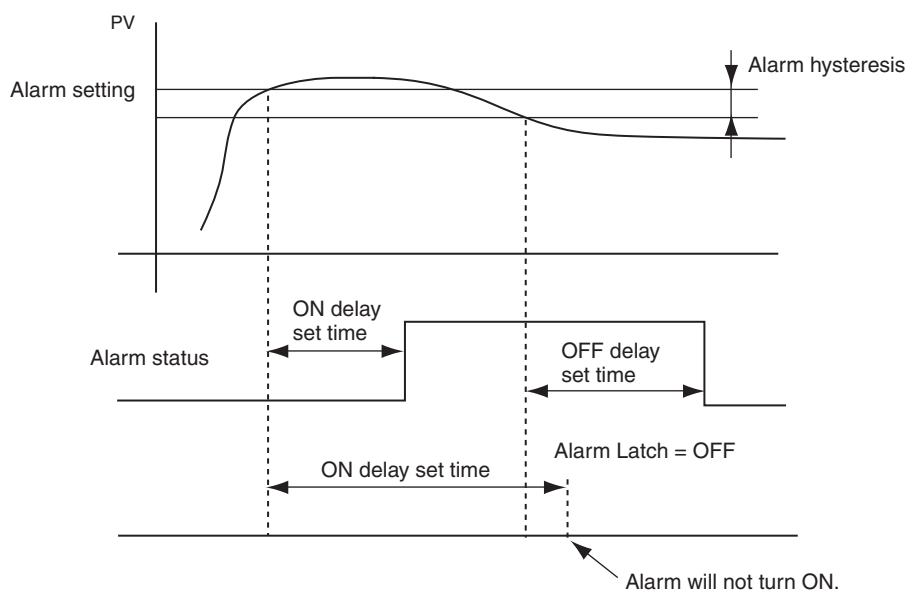 PV
Alarm setting
Alarm hysteresis
ON delay
set time
Alarm status
OFF delay
set time
Alarm Latch = OFF
ON delay set time
Alarm will not turn ON.